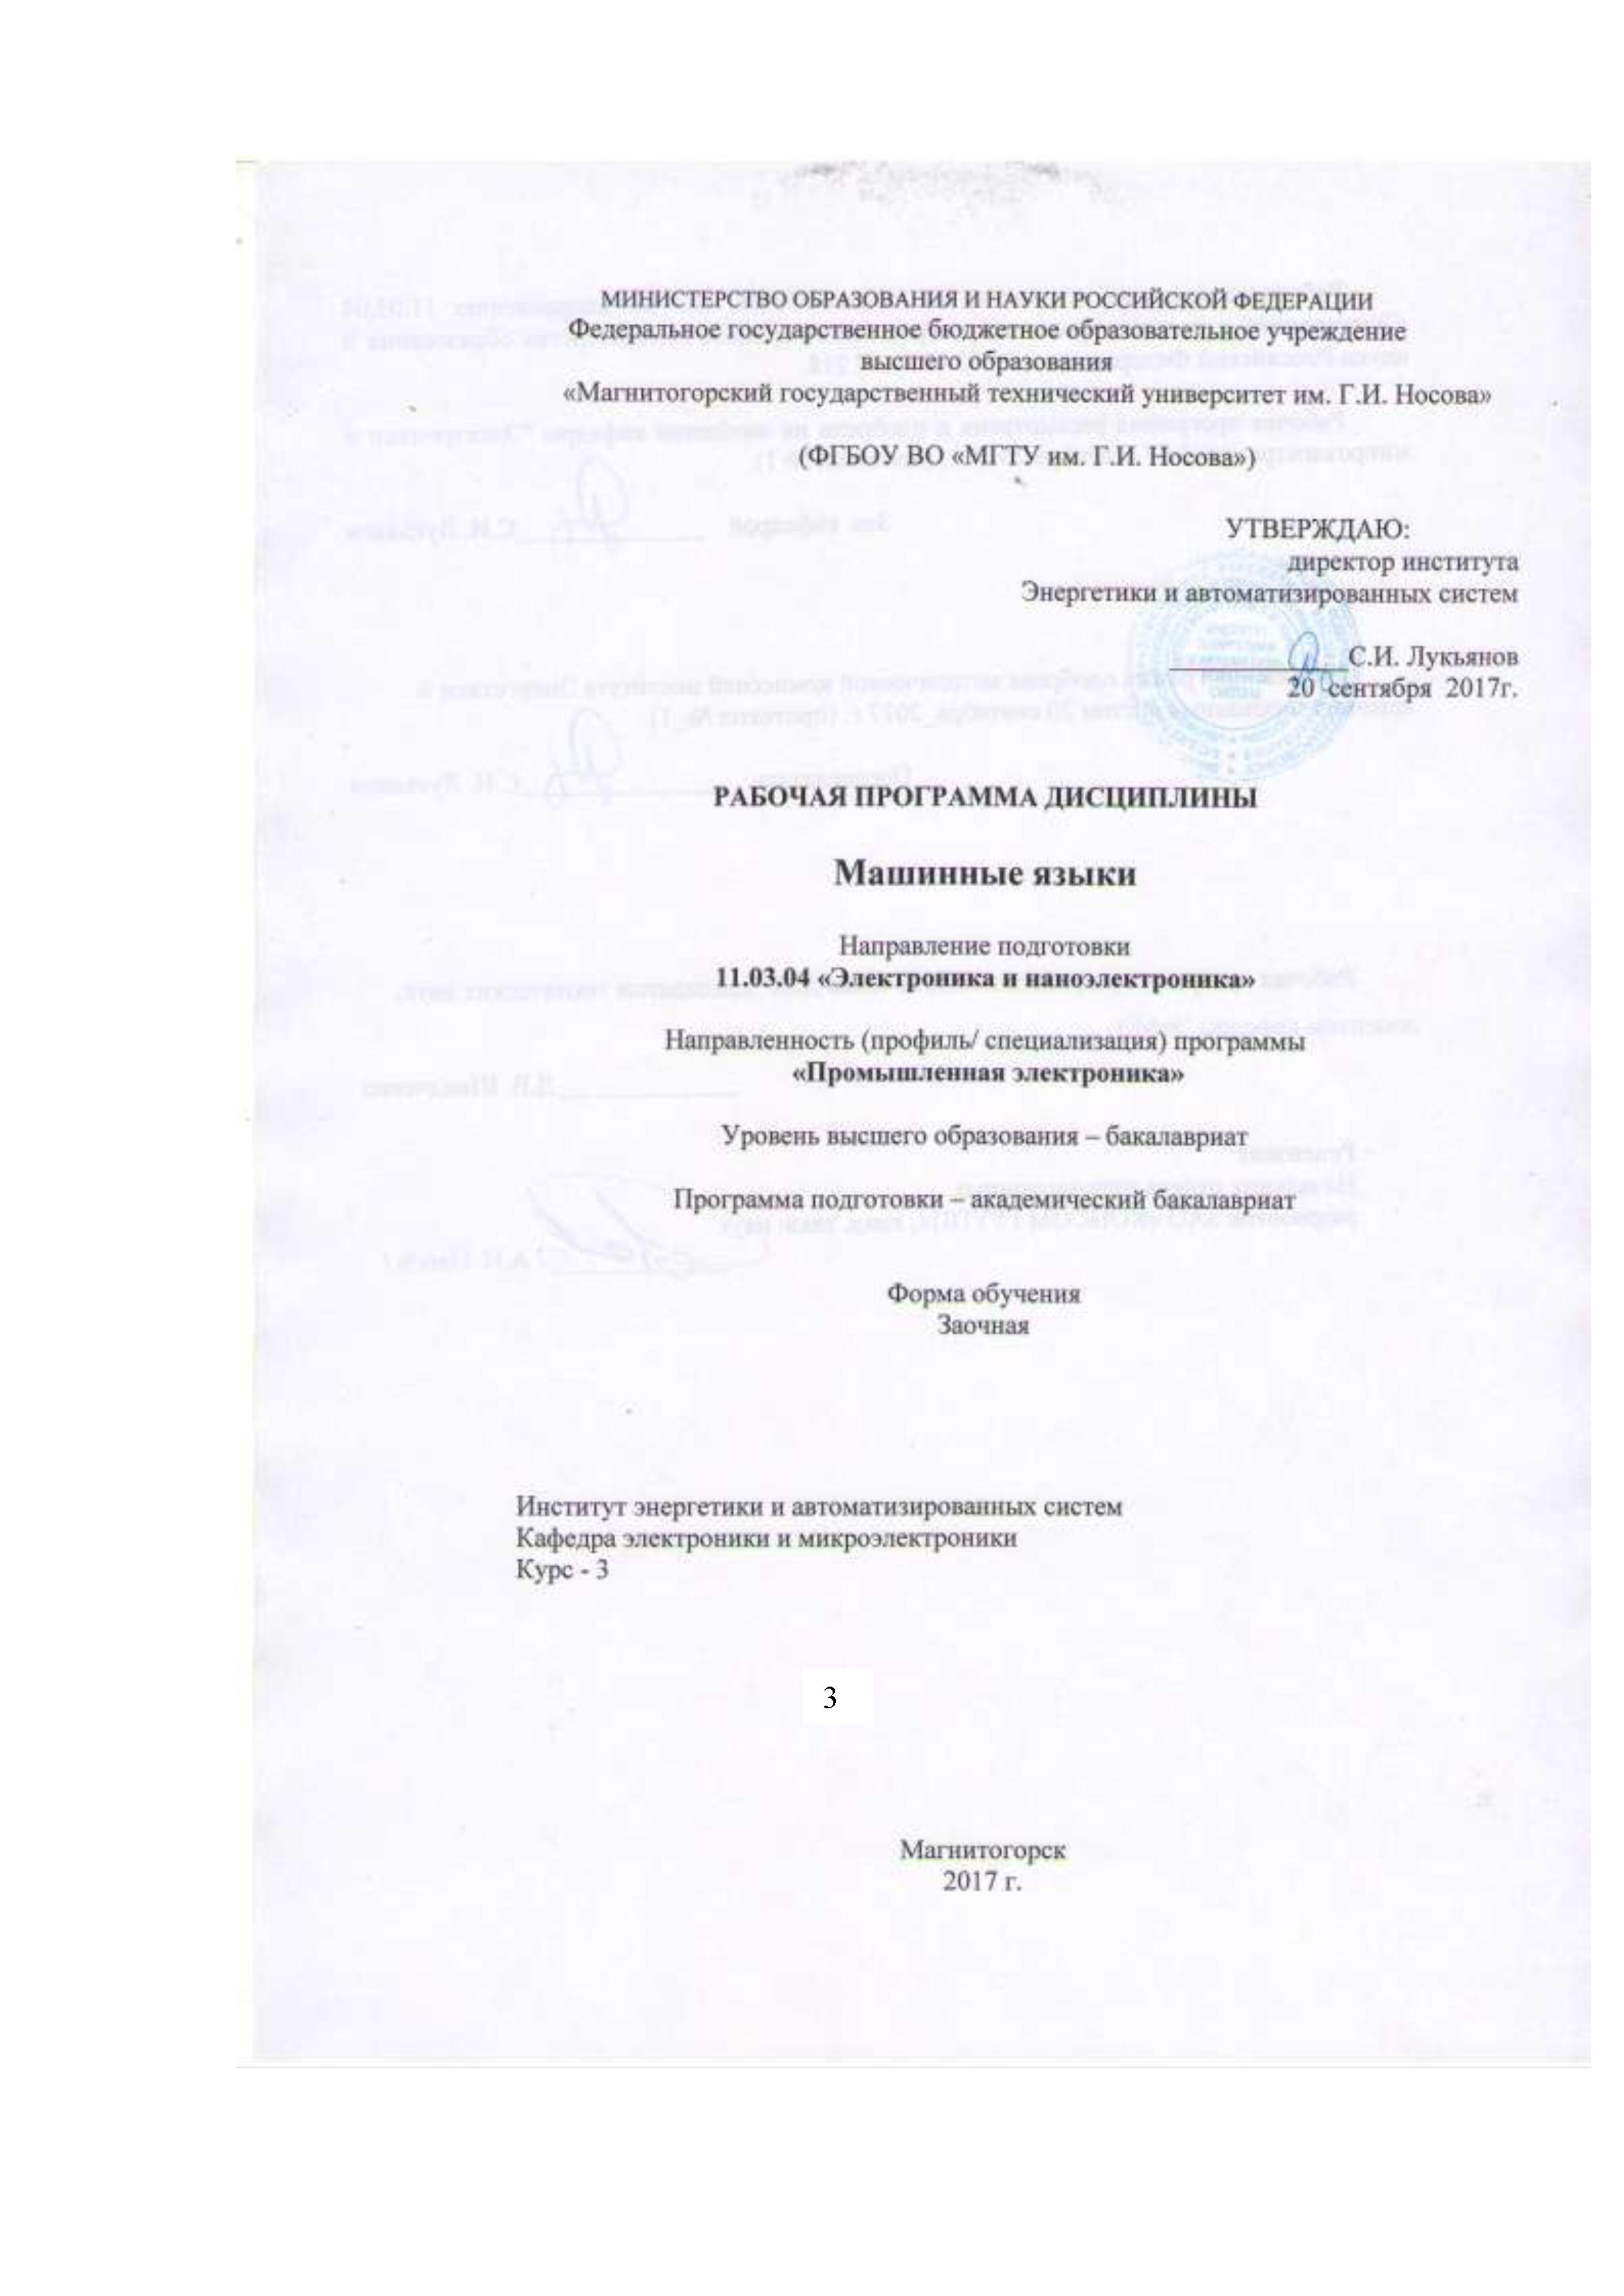 МИНИСТЕРСТВО ОБРАЗОВАНИЯ И НАУКИ РОССИЙСКОЙ ФЕДЕРАЦИИ
Федеральное государственное бюджетное образовательное учреждение
высшего образования
«Магнитогорский государственный технический университет им. Г.И. Носова»
(ФГБОУ ВО «МГТУ им. Г.И. Носова»)
УТВЕРЖДАЮ:
директор института
Энергетики и автоматизированных систем
С.И. Лукьянов
20 сентября 2017г.
РАБОЧАЯ ПРОГРАММА ДИСЦИПЛИНЫ
Машинные языки
Направление подготовки
11.03.04 «Электроника и наноэлектроника»
Направленность (профиль/ специализация) программы
«Промышленная электроника»
Уровень высшего образования – бакалавриат
Программа подготовки – академический бакалавриат
Форма обучения
Заочная
Институт энергетики и автоматизированных систем
Кафедра электроники и микроэлектроники
Курс - 3
3
Магнитогорск
2017 г.